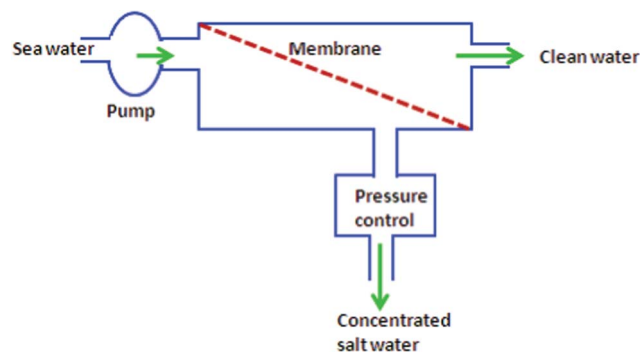 Sea water
Pump
Membrane
Clean water
Pressure
control
Concentrated
salt water